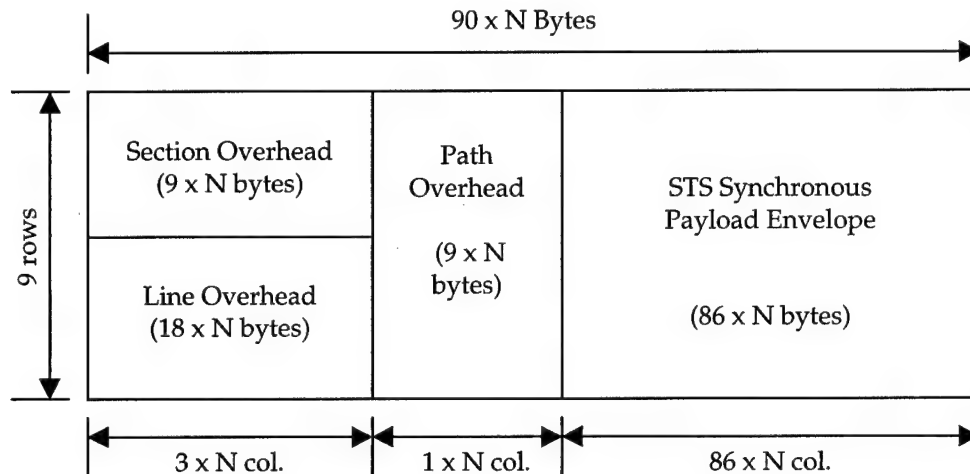 90 x N Bytes
9 rows
Section Overhead
(9 x N bytes)
Line Overhead
(18 x N bytes)
Path
Overhead
(9 x N
bytes)
STS Synchronous
Payload Envelope
(86 x N bytes)
3 x N col.
1 x N col.
86 x N col.